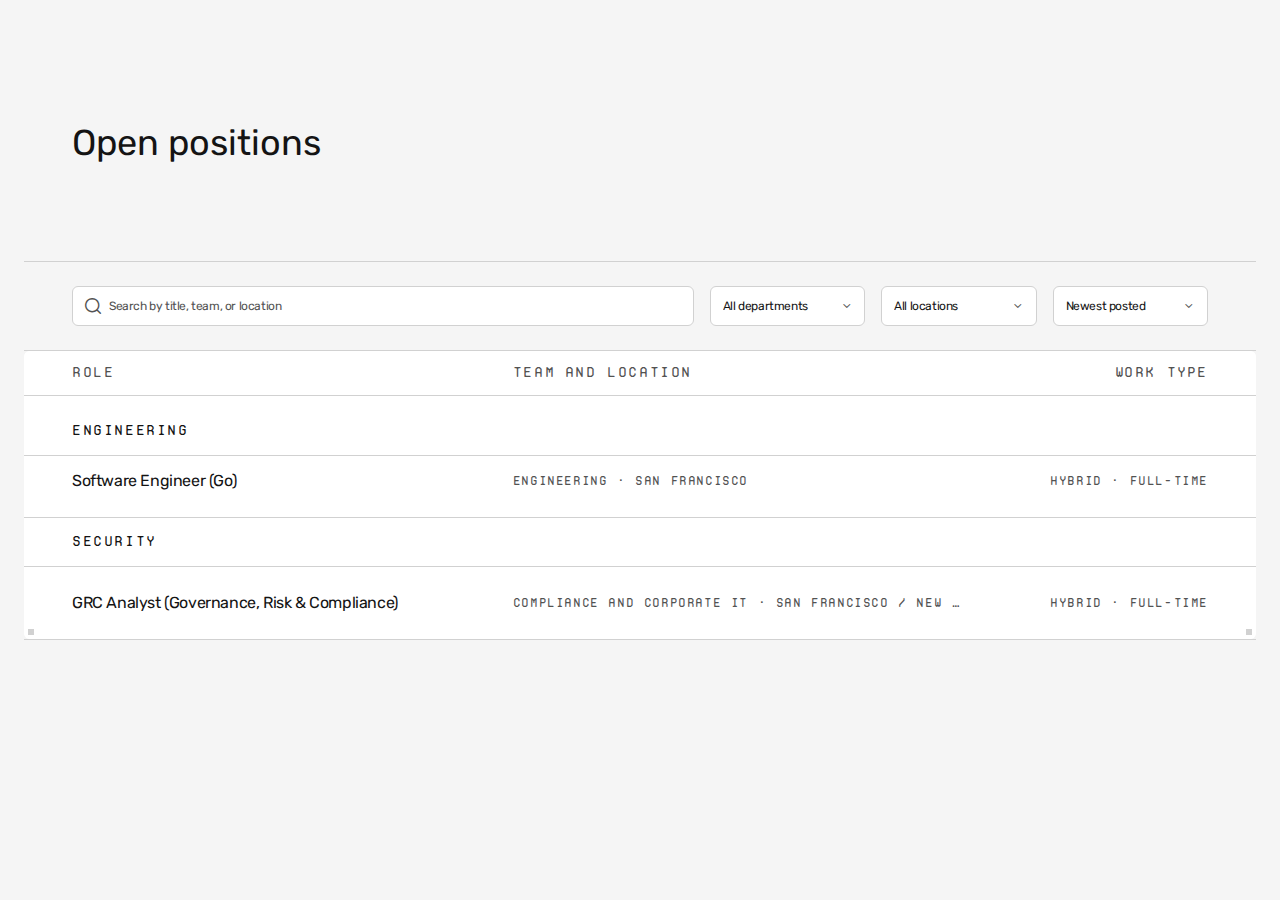 Open positions
Search by title, team, or location All departments All locations Newest posted
ROLE TEAM AND LOCATION WORK TYPE
ENGINEERING
Software Engineer (Go) ENGINEERING · SAN FRANCISCO HYBRID · FULL-TIME
SECURITY
GRC Analyst (Governance, Risk & Compliance) COMPLIANCE AND CORPORATE IT · SAN FRANCISCO / NEW … HYBRID · FULL-TIME